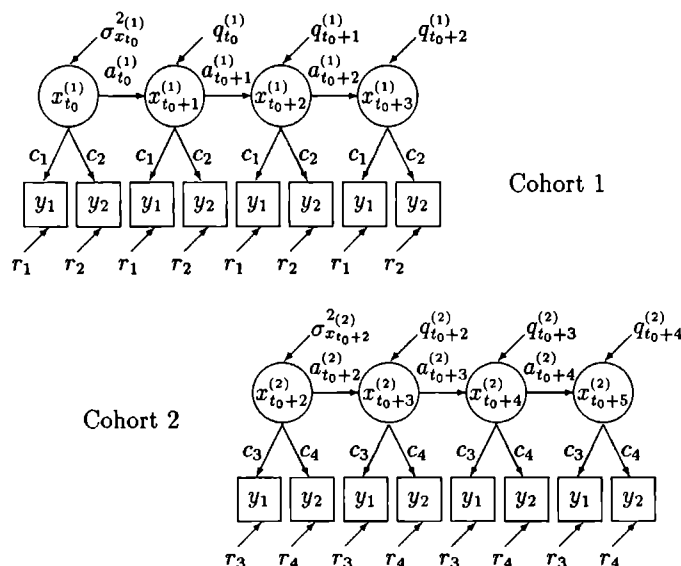 σ²⁽¹⁾_{x_{t₀}} q^{(1)}_{t₀} q^{(1)}_{t₀+1} q^{(1)}_{t₀+2}
a^{(1)}_{t₀} a^{(1)}_{t₀+1} a^{(1)}_{t₀+2}
x^{(1)}_{t₀} x^{(1)}_{t₀+1} x^{(1)}_{t₀+2} x^{(1)}_{t₀+3}
c₁ c₂ c₁ c₂ c₁ c₂ c₁ c₂
Cohort 1
y₁ y₂ y₁ y₂ y₁ y₂ y₁ y₂
r₁ r₂ r₁ r₂ r₁ r₂ r₁ r₂
σ²⁽²⁾_{x_{t₀+2}} q^{(2)}_{t₀+2} q^{(2)}_{t₀+3} q^{(2)}_{t₀+4}
a^{(2)}_{t₀+2} a^{(2)}_{t₀+3} a^{(2)}_{t₀+4}
x^{(2)}_{t₀+2} x^{(2)}_{t₀+3} x^{(2)}_{t₀+4} x^{(2)}_{t₀+5}
Cohort 2
c₃ c₄ c₃ c₄ c₃ c₄ c₃ c₄
y₁ y₂ y₁ y₂ y₁ y₂ y₁ y₂
r₃ r₄ r₃ r₄ r₃ r₄ r₃ r₄